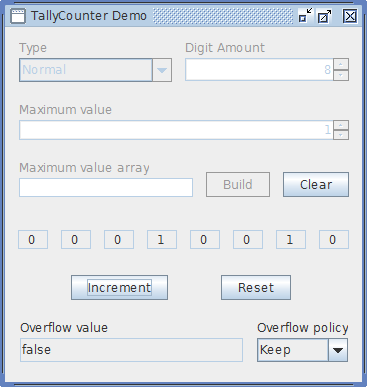 TallyCounter Demo
Type Digit Amount
Normal 8
Maximum value
1
Maximum value array
Build Clear
0 0 0 1 0 0 1 0
Increment Reset
Overflow value Overflow policy
false Keep